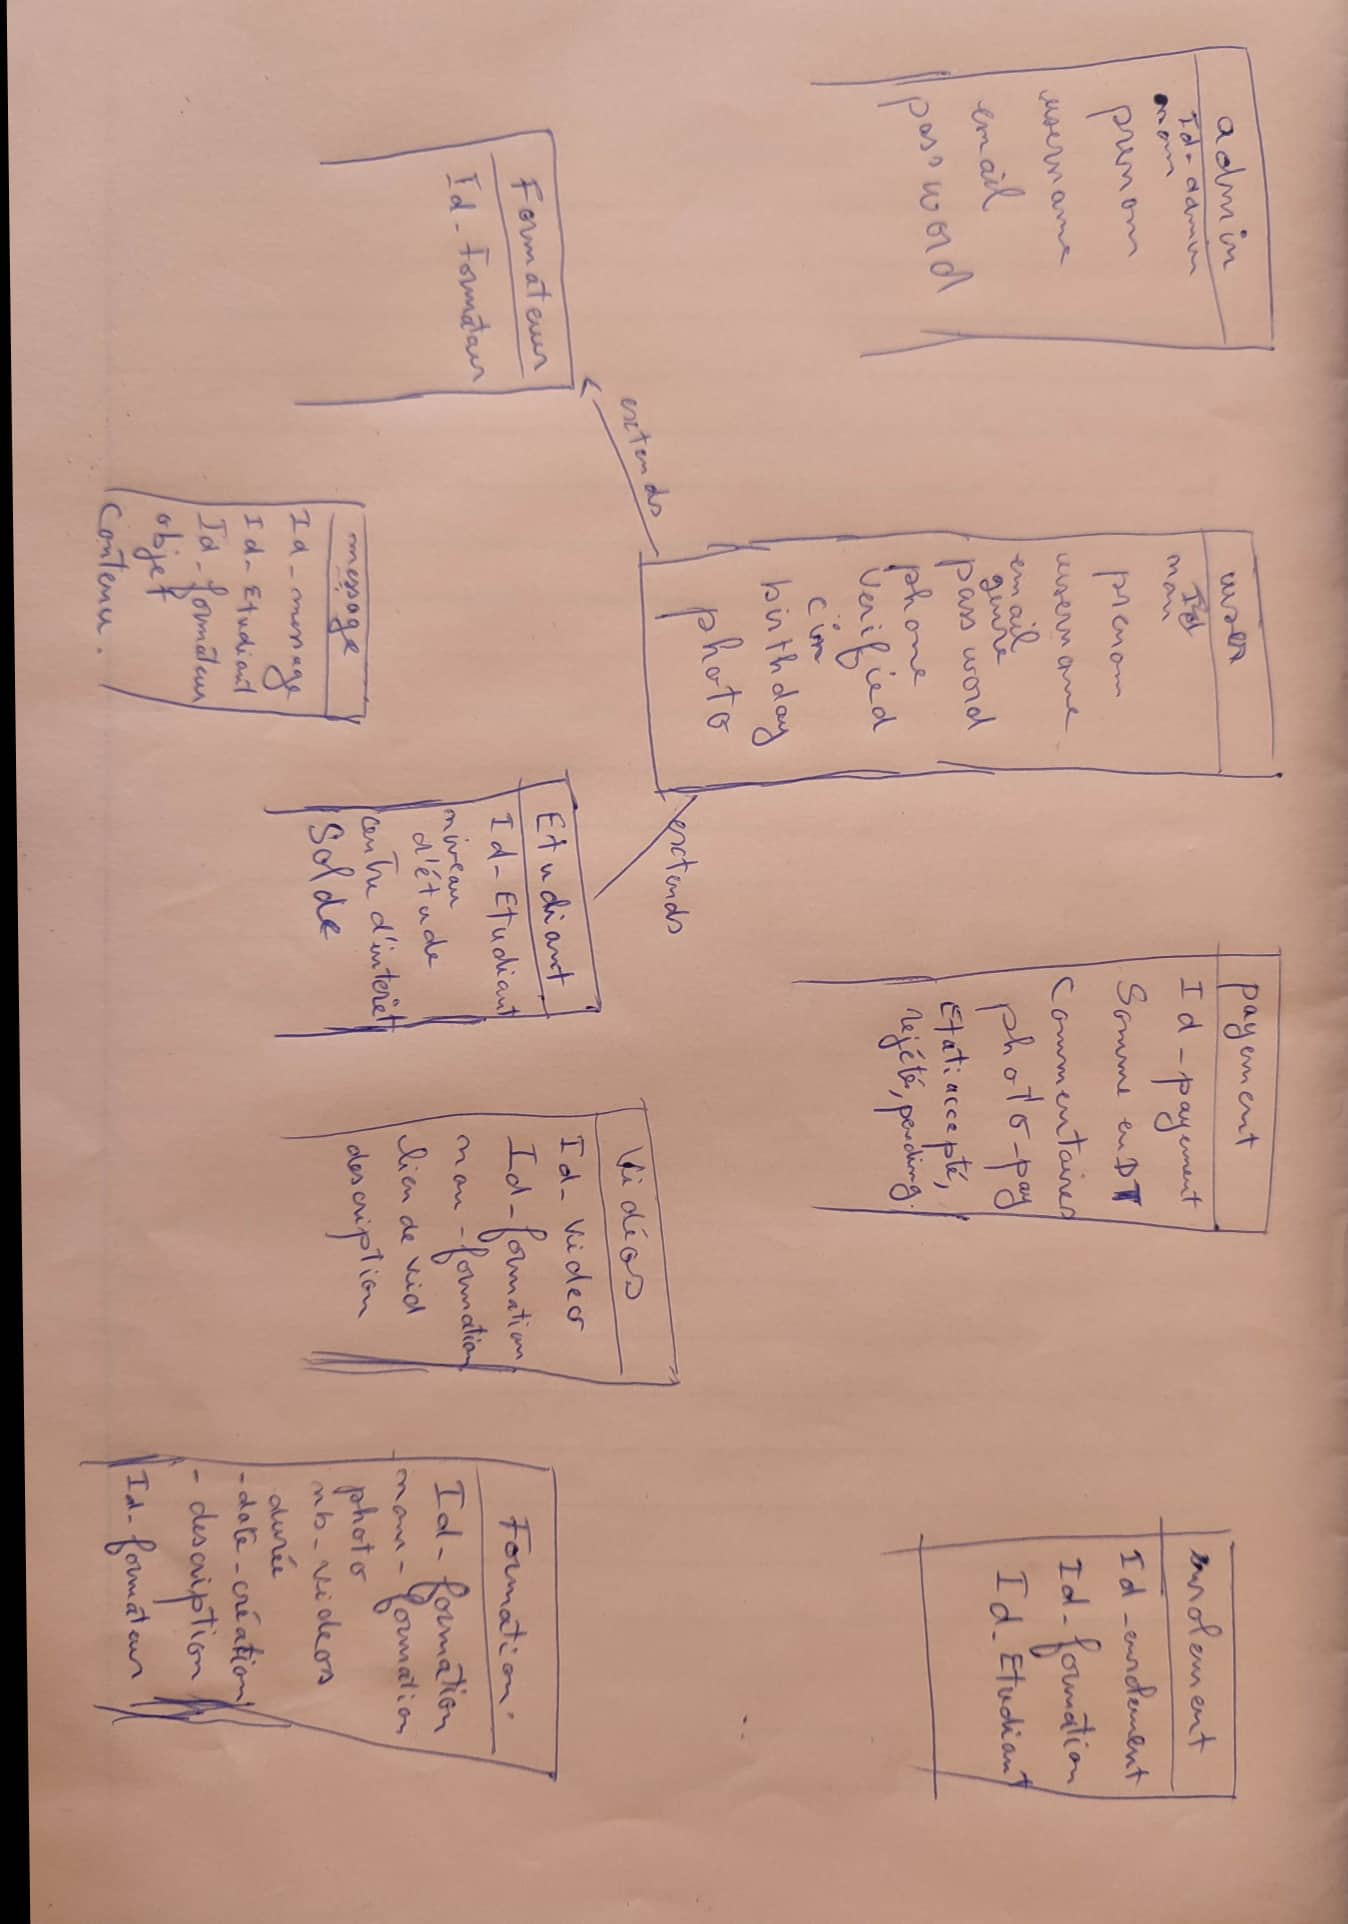 admin
Id-admin
nom
prenom
username
email
password
user
Id
nom
prenom
username
email
genre
password
phone
Verified
cin
birthday
photo
payement
Id-payement
Somme en DT
Commentaires
photo-pay
Etat: accepté,
rejété, pending.
enrolement
Id-enrolement
Id-formation
Id-Etudiant
extends
extends
Formateur
Id-Formateur
message
Id-message
Id-Etudiant
Id-formateur
objet
Contenu.
Etudiant
Id-Etudiant
niveau
d'étude
centre d'interêt
Solde
Vidéos
Id-videos
Id-formation
nom-formation
lien de vid
description
Formation
Id-formation
nom-formation
photo
nb-videos
durée
-date-création
-description
Id-formateur